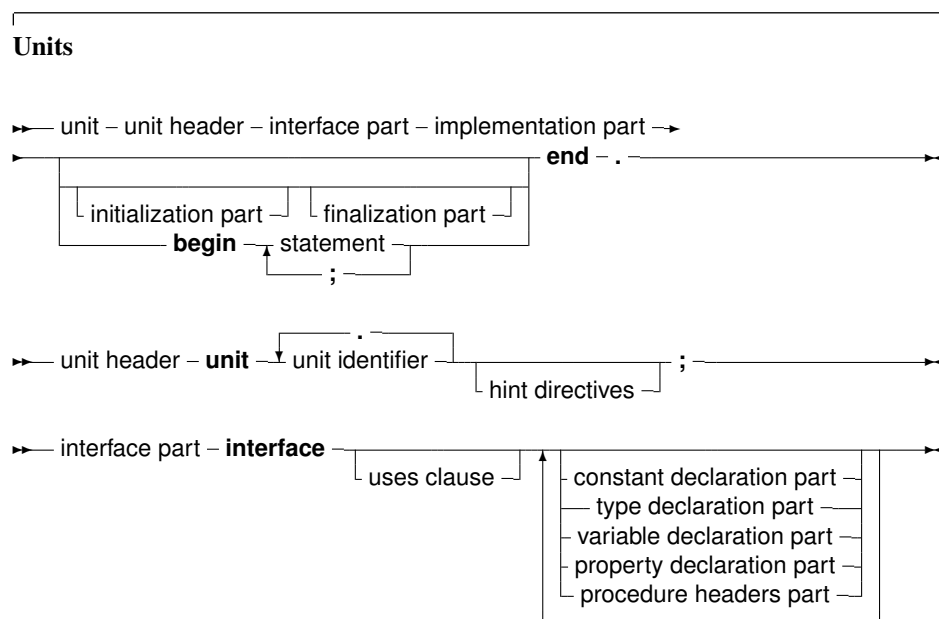 Units
unit unit header interface part implementation part
end .
initialization part finalization part
begin statement
;
.
unit header unit unit identifier ;
hint directives
interface part interface
uses clause constant declaration part
type declaration part
variable declaration part
property declaration part
procedure headers part